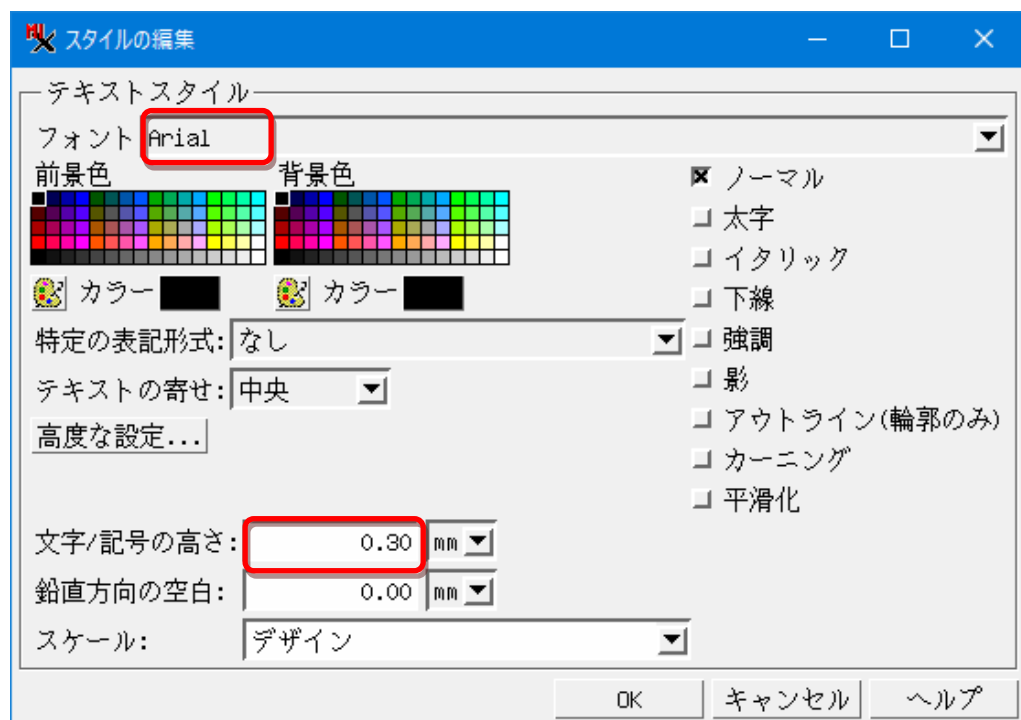 スタイルの編集
テキストスタイル
フォント Arial
前景色 背景色
ノーマル
太字
イタリック
カラー カラー
下線
特定の表記形式: なし
強調
テキストの寄せ: 中央
影
高度な設定...
アウトライン(輪郭のみ)
カーニング
平滑化
文字/記号の高さ: 0.30 mm
鉛直方向の空白: 0.00 mm
スケール: デザイン
OK キャンセル ヘルプ